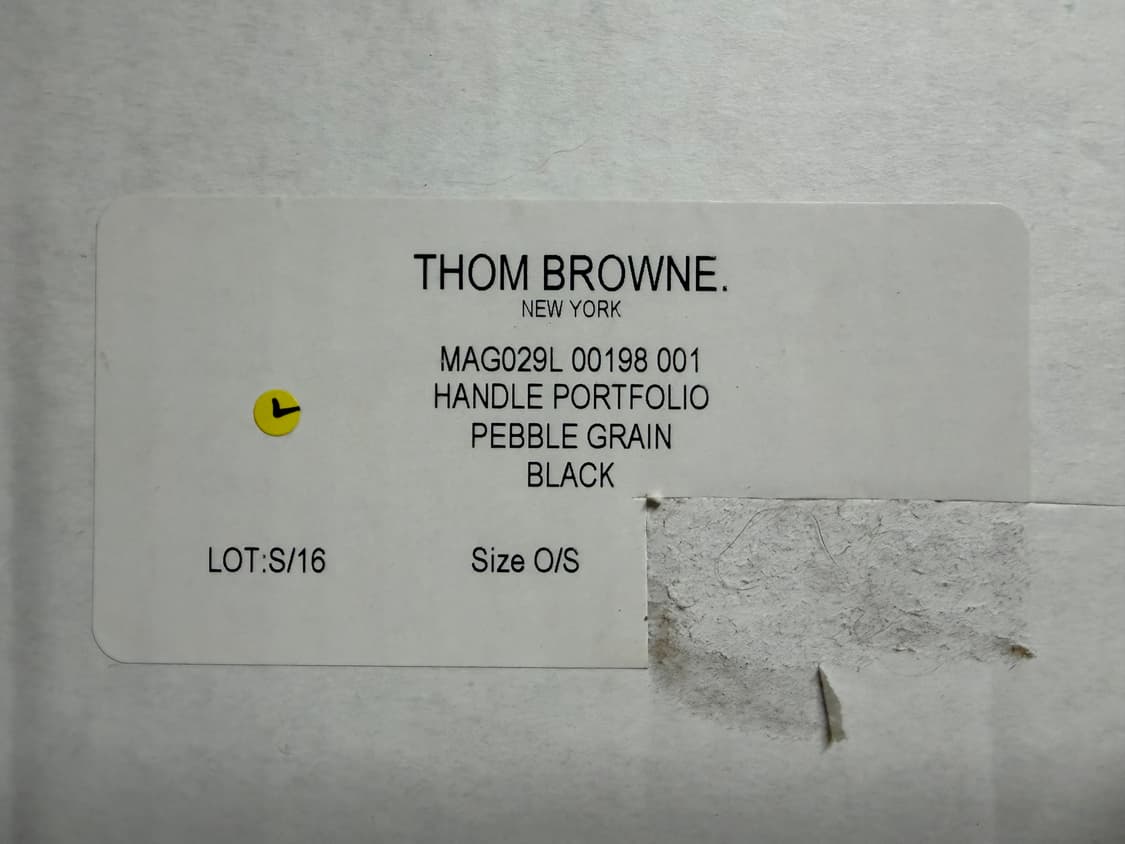 THOM BROWNE.
NEW YORK
MAG029L 00198 001
HANDLE PORTFOLIO
PEBBLE GRAIN
BLACK
LOT:S/16 Size O/S